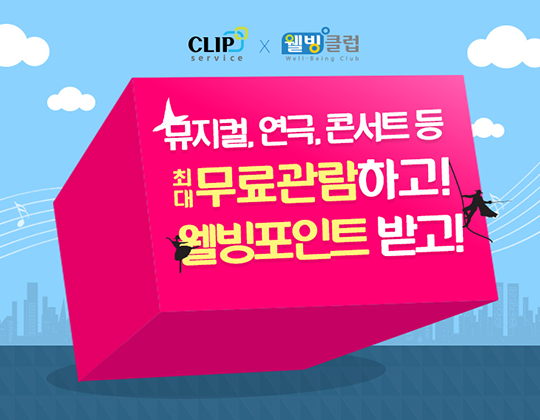 CLIP service X 웰빙클럽
Well-Being Club
뮤지컬, 연극, 콘서트 등
최대 무료관람하고!
웰빙포인트 받고!